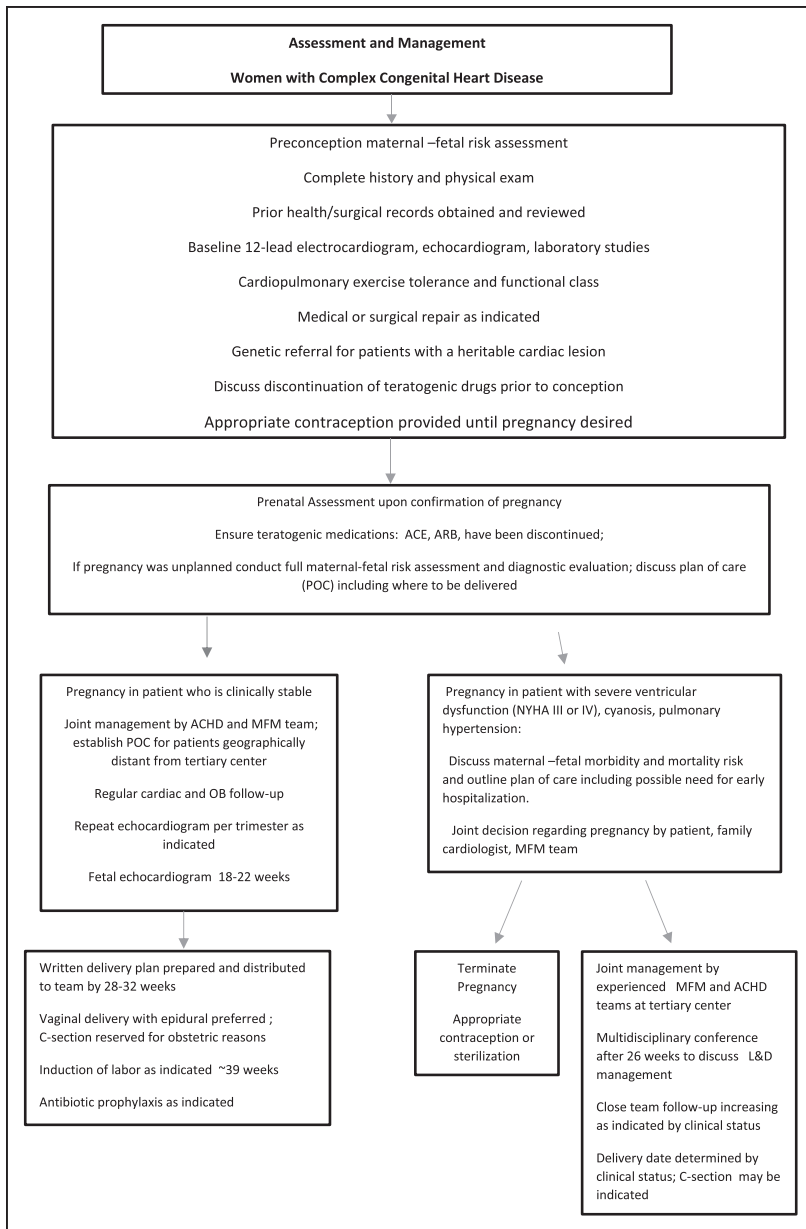 Assessment and Management
Women with Complex Congenital Heart Disease
Preconception maternal –fetal risk assessment
Complete history and physical exam
Prior health/surgical records obtained and reviewed
Baseline 12-lead electrocardiogram, echocardiogram, laboratory studies
Cardiopulmonary exercise tolerance and functional class
Medical or surgical repair as indicated
Genetic referral for patients with a heritable cardiac lesion
Discuss discontinuation of teratogenic drugs prior to conception
Appropriate contraception provided until pregnancy desired
Prenatal Assessment upon confirmation of pregnancy
Ensure teratogenic medications: ACE, ARB, have been discontinued;
If pregnancy was unplanned conduct full maternal-fetal risk assessment and diagnostic evaluation; discuss plan of care
(POC) including where to be delivered
Pregnancy in patient who is clinically stable
Joint management by ACHD and MFM team;
establish POC for patients geographically
distant from tertiary center
Regular cardiac and OB follow-up
Repeat echocardiogram per trimester as
indicated
Fetal echocardiogram 18-22 weeks
Pregnancy in patient with severe ventricular
dysfunction (NYHA III or IV), cyanosis, pulmonary
hypertension:
Discuss maternal –fetal morbidity and mortality risk
and outline plan of care including possible need for early
hospitalization.
Joint decision regarding pregnancy by patient, family
cardiologist, MFM team
Written delivery plan prepared and distributed
to team by 28-32 weeks
Vaginal delivery with epidural preferred ;
C-section reserved for obstetric reasons
Induction of labor as indicated ~39 weeks
Antibiotic prophylaxis as indicated
Terminate
Pregnancy
Appropriate
contraception or
sterilization
Joint management by
experienced MFM and ACHD
teams at tertiary center
Multidisciplinary conference
after 26 weeks to discuss L&D
management
Close team follow-up increasing
as indicated by clinical status
Delivery date determined by
clinical status; C-section may be
indicated